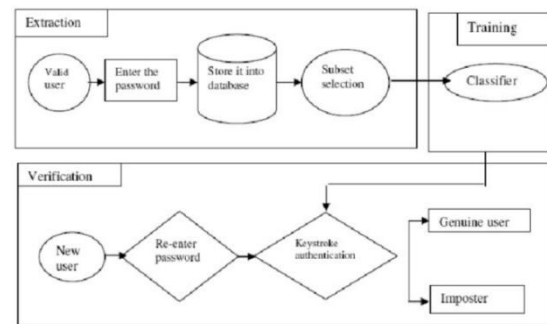 Extraction
Training
Valid
user
Enter the
password
Store it into
database
Subset
selection
Classifier
Verification
New
user
Re-enter
password
Keystroke
authentication
Genuine user
Imposter